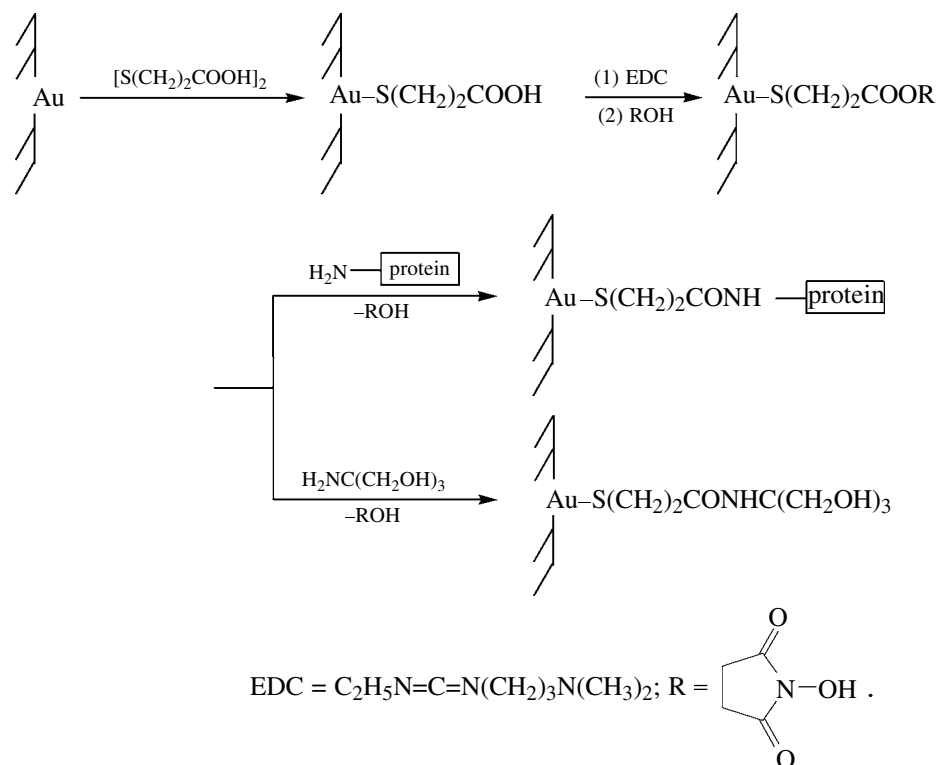 [S(CH₂)₂COOH]₂
Au Au–S(CH₂)₂COOH (1) EDC Au–S(CH₂)₂COOR
(2) ROH
H₂N protein
–ROH Au–S(CH₂)₂CONH protein
H₂NC(CH₂OH)₃
–ROH Au–S(CH₂)₂CONHC(CH₂OH)₃
O
EDC = C₂H₅N=C=N(CH₂)₃N(CH₃)₂; R = N–OH .
O